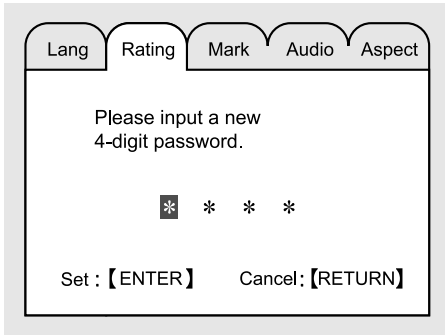 Lang Rating Mark Audio Aspect
Please input a new
4-digit password.
* * * *
Set :【ENTER】 Cancel:【RETURN】